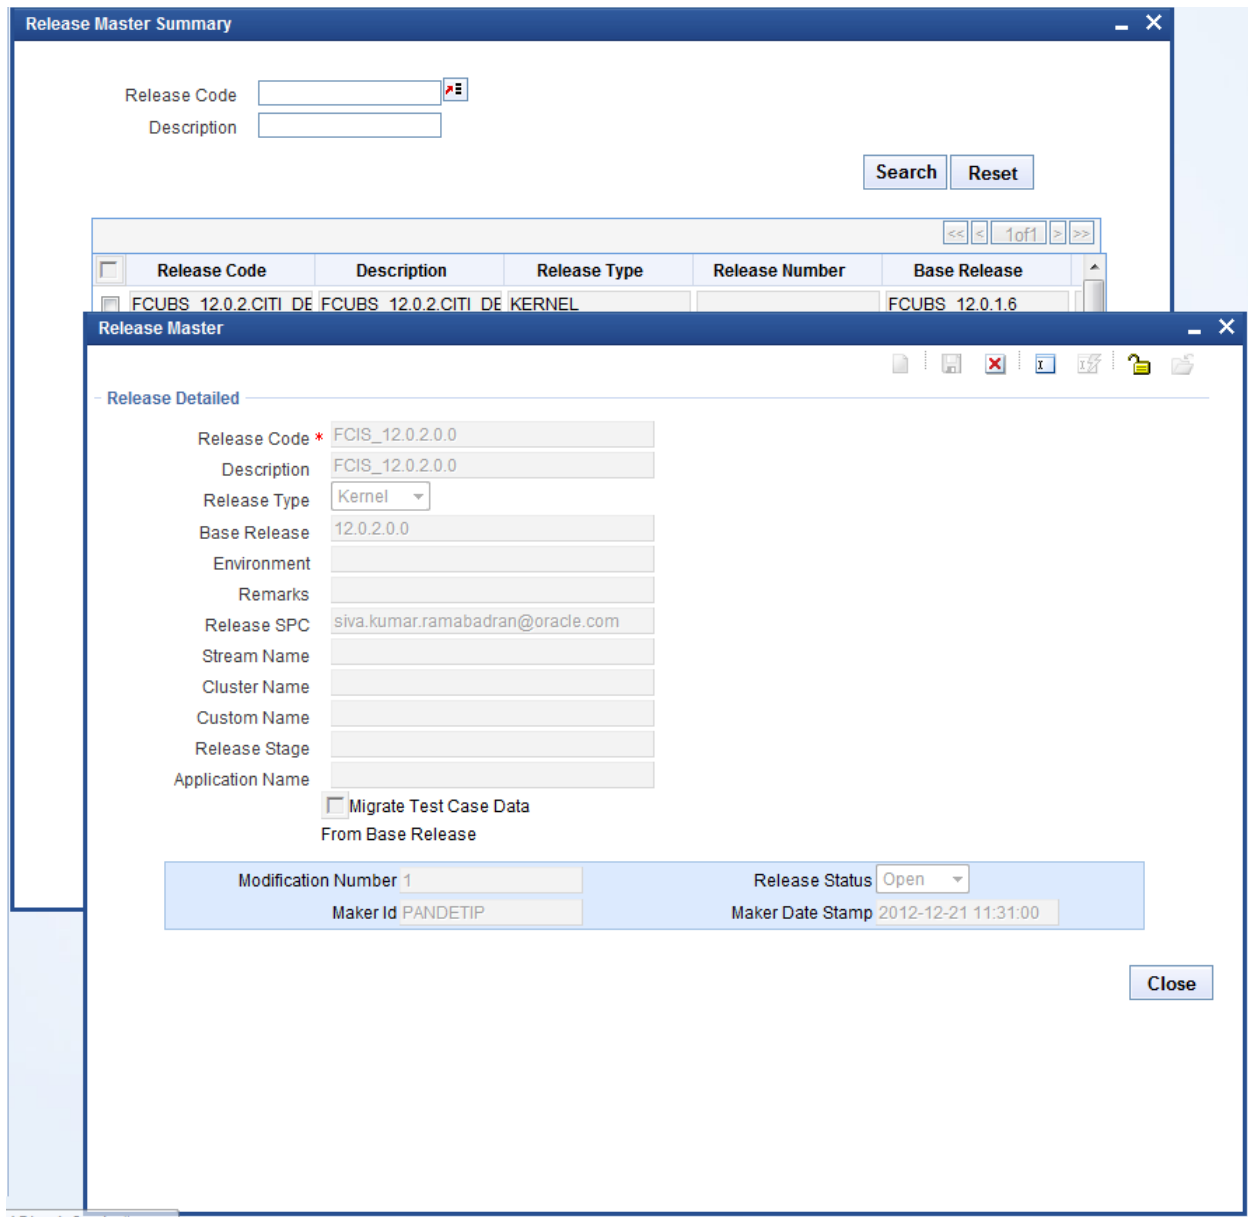 Release Master Summary
Release Code
Description
Search Reset
<< < 1of1 > >>
Release Code Description Release Type Release Number Base Release
FCUBS_12.0.2.CITI_DE FCUBS_12.0.2.CITI_DE KERNEL FCUBS_12.0.1.6
Release Master
Release Detailed
Release Code * FCIS_12.0.2.0.0
Description FCIS_12.0.2.0.0
Release Type Kernel
Base Release 12.0.2.0.0
Environment
Remarks
Release SPC siva.kumar.ramabadran@oracle.com
Stream Name
Cluster Name
Custom Name
Release Stage
Application Name
Migrate Test Case Data
From Base Release
Modification Number 1 Release Status Open
Maker Id PANDETIP Maker Date Stamp 2012-12-21 11:31:00
Close